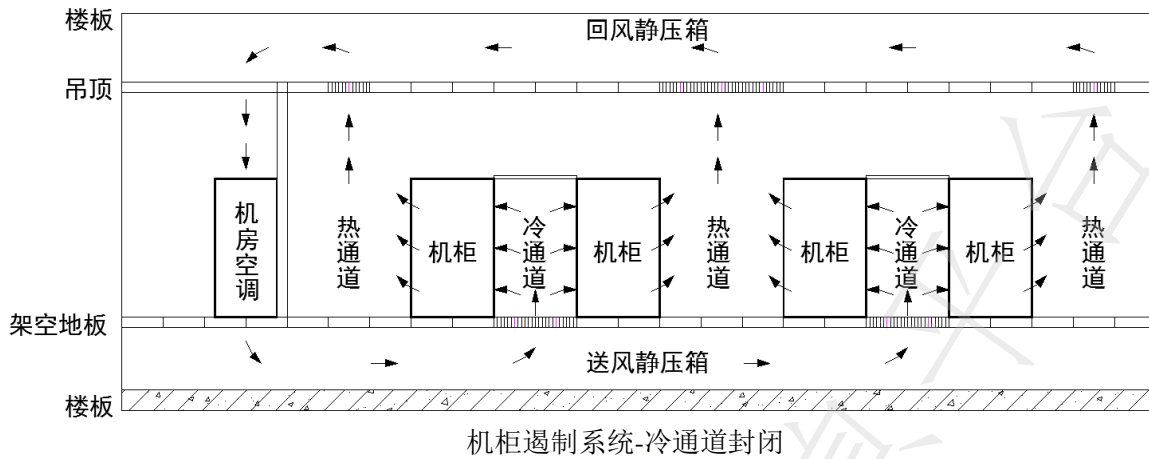 楼板
回风静压箱
吊顶
机房空调
热通道
机柜
冷通道
机柜
热通道
机柜
冷通道
机柜
热通道
架空地板
送风静压箱
楼板
机柜遏制系统-冷通道封闭